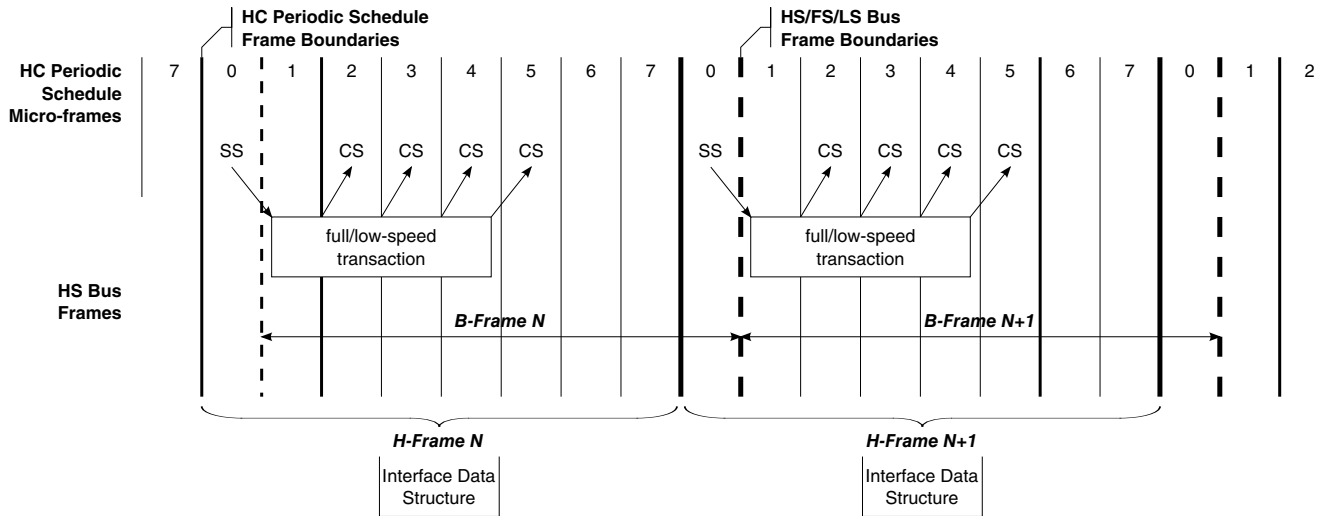 HC Periodic Schedule
Frame Boundaries
HS/FS/LS Bus
Frame Boundaries
HC Periodic
Schedule
Micro-frames
7 0 1 2 3 4 5 6 7 0 1 2 3 4 5 6 7 0 1 2
SS CS CS CS CS SS CS CS CS CS
full/low-speed
transaction
full/low-speed
transaction
HS Bus
Frames
B-Frame N
B-Frame N+1
H-Frame N
H-Frame N+1
Interface Data
Structure
Interface Data
Structure